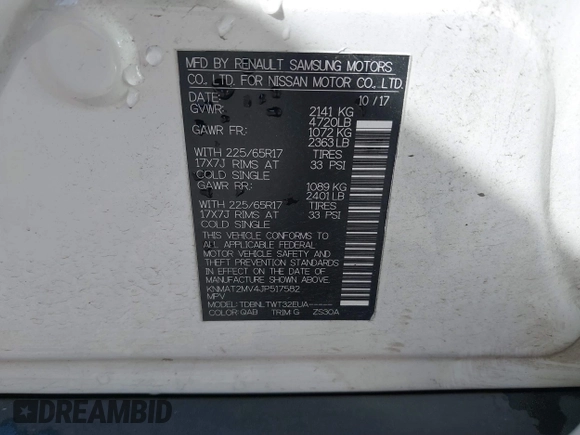 MFD BY RENAULT SAMSUNG MOTORS
CO., LTD. FOR NISSAN MOTOR CO., LTD.
DATE: 10/17
GVWR: 2141 KG
4720LB
GAWR FR: 1072 KG
2363 LB
WITH 225/65R17 TIRES
17X7J RIMS AT 33 PSI
COLD SINGLE
GAWR RR: 1089 KG
2401 LB
WITH 225/65R17 TIRES
17X7J RIMS AT 33 PSI
COLD SINGLE
THIS VEHICLE CONFORMS TO
ALL APPLICABLE FEDERAL
MOTOR VEHICLE SAFETY AND
THEFT PREVENTION STANDARDS
IN EFFECT ON THE DATE OF
MANUFACTURE SHOWN ABOVE.
KNMAT2MV4JP517582
MPV
MODEL: TDBNLTWT32EUA-----
COLOR: QAB TRIM G ZS30A
DREAMBID